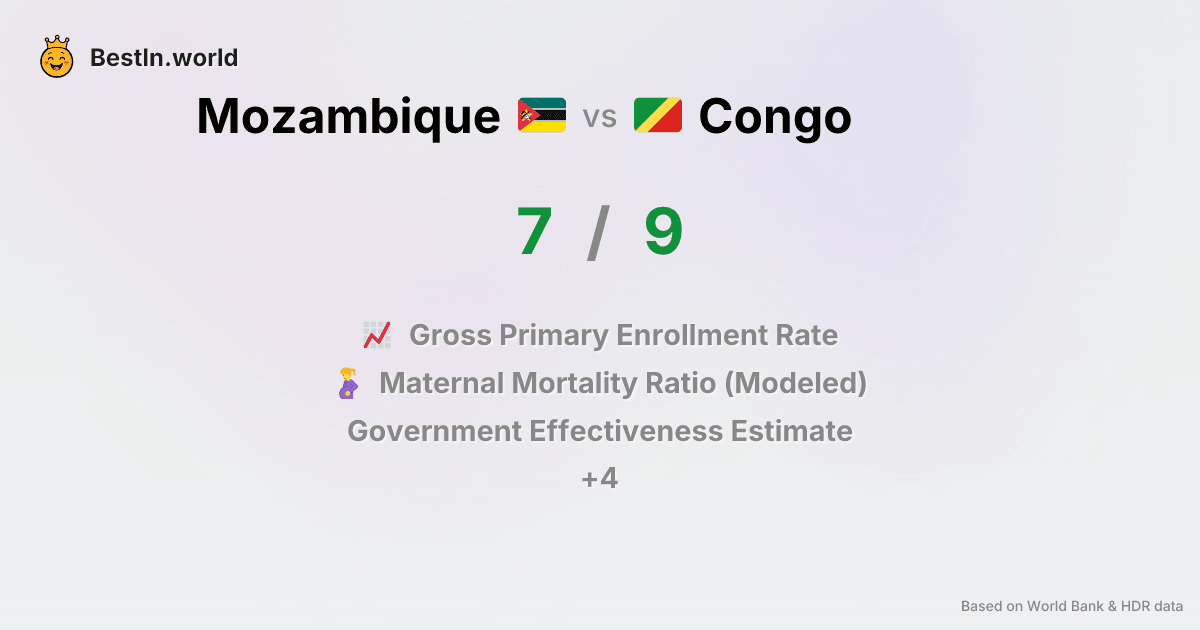 BestIn.world
Mozambique vs Congo
7 / 9
Gross Primary Enrollment Rate
Maternal Mortality Ratio (Modeled)
Government Effectiveness Estimate
+4
Based on World Bank & HDR data